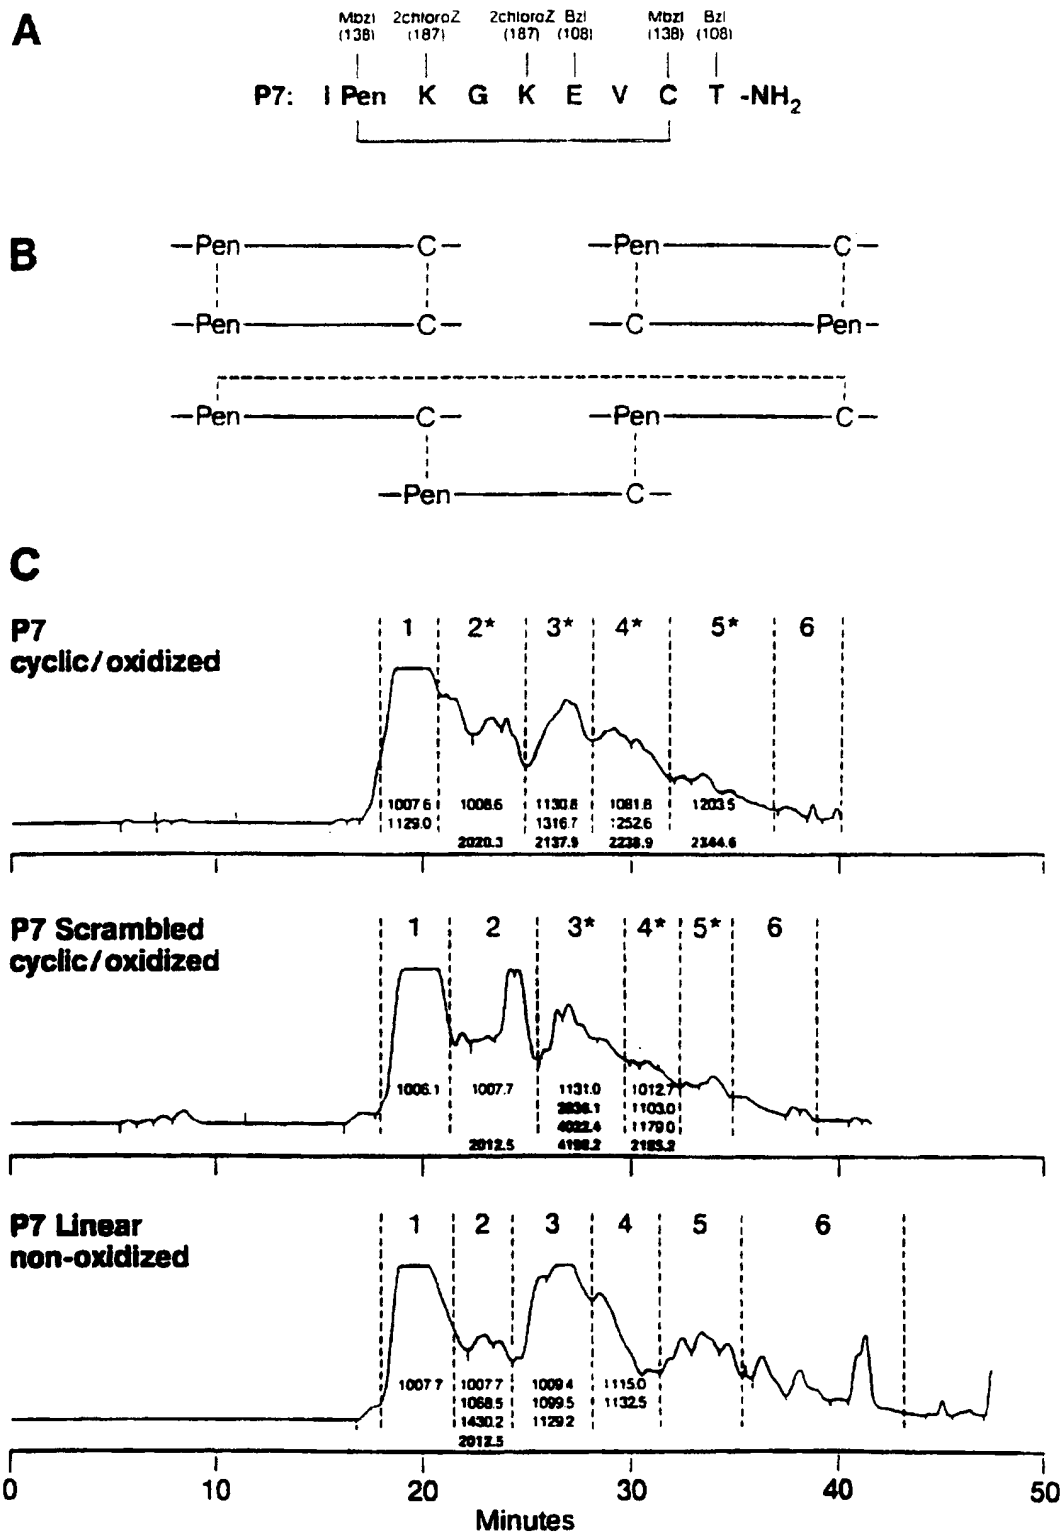 A
Mbzl 2chloroZ 2chloroZ Bzl Mbzl Bzl
(138) (187) (187) (108) (138) (108)
P7: I Pen K G K E V C T -NH2
B
Pen C Pen C
Pen C C Pen
Pen C Pen C
Pen C
C
P7
cyclic/oxidized
1 2* 3* 4* 5* 6
1007.6 1008.6 1130.8 1081.8 1203.5
1129.0 1316.7 1252.6
2020.3 2137.9 2238.9 2344.6
P7 Scrambled
cyclic/oxidized
1 2 3* 4* 5* 6
1006.1 1007.7 1131.0 1012.7
1103.0
4022.4 1179.0
2012.5 4198.2
P7 Linear
non-oxidized
1 2 3 4 5 6
1007.7 1007.7 1009.4 1115.0
1068.5 1099.5 1132.5
1430.2 1129.2
2012.5
0 10 20 30 40 50
Minutes